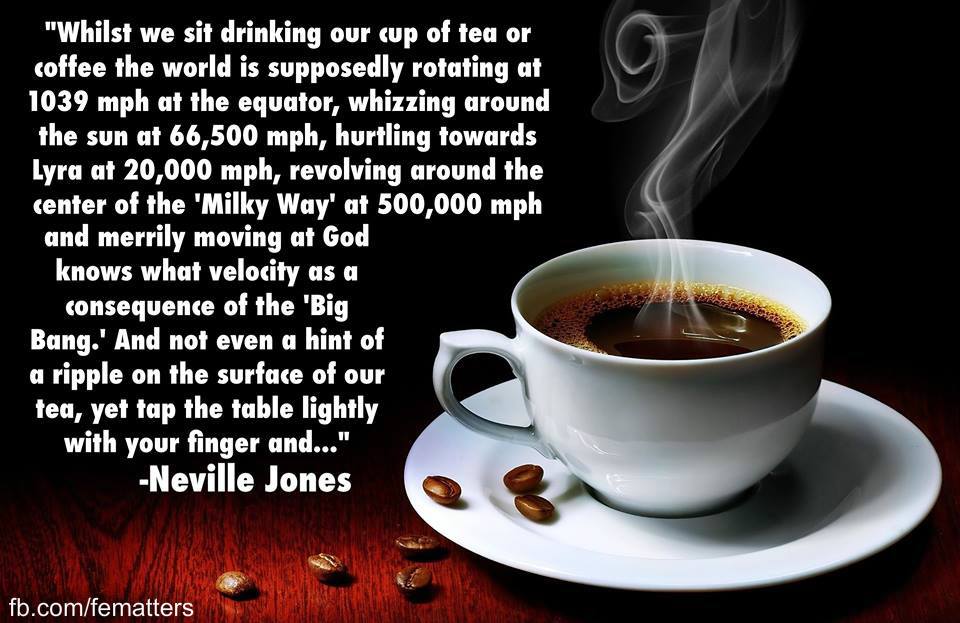 "Whilst we sit drinking our cup of tea or
coffee the world is supposedly rotating at
1039 mph at the equator, whizzing around
the sun at 66,500 mph, hurtling towards
Lyra at 20,000 mph, revolving around the
center of the 'Milky Way' at 500,000 mph
and merrily moving at God
knows what velocity as a
consequence of the 'Big
Bang.' And not even a hint of
a ripple on the surface of our
tea, yet tap the table lightly
with your finger and..."
-Neville Jones
fb.com/fematters